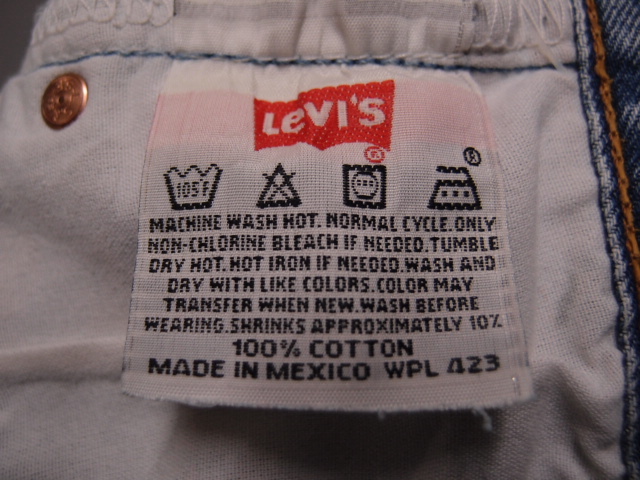 LEVI'S
®
®
105F
MACHINE WASH HOT. NORMAL CYCLE.ONLY
NON-CHLORINE BLEACH IF NEEDED.TUMBLE
DRY HOT.HOT IRON IF NEEDED.WASH AND
DRY WITH LIKE COLORS.COLOR MAY
TRANSFER WHEN NEW.WASH BEFORE
WEARING.SHRINKS APPROXIMATELY 10%
100% COTTON
MADE IN MEXICO WPL 423